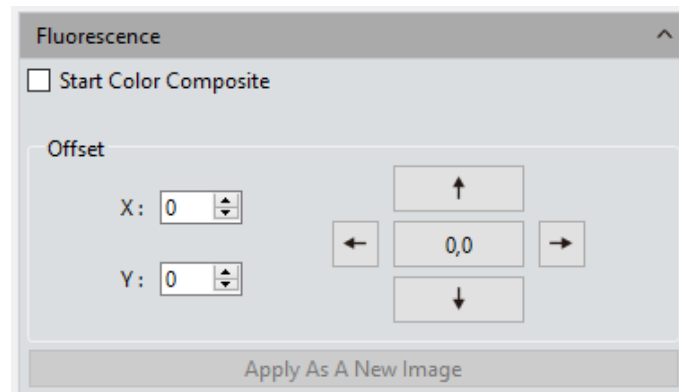 Fluorescence
Start Color Composite
Offset
X: 0
0,0
Y: 0
Apply As A New Image